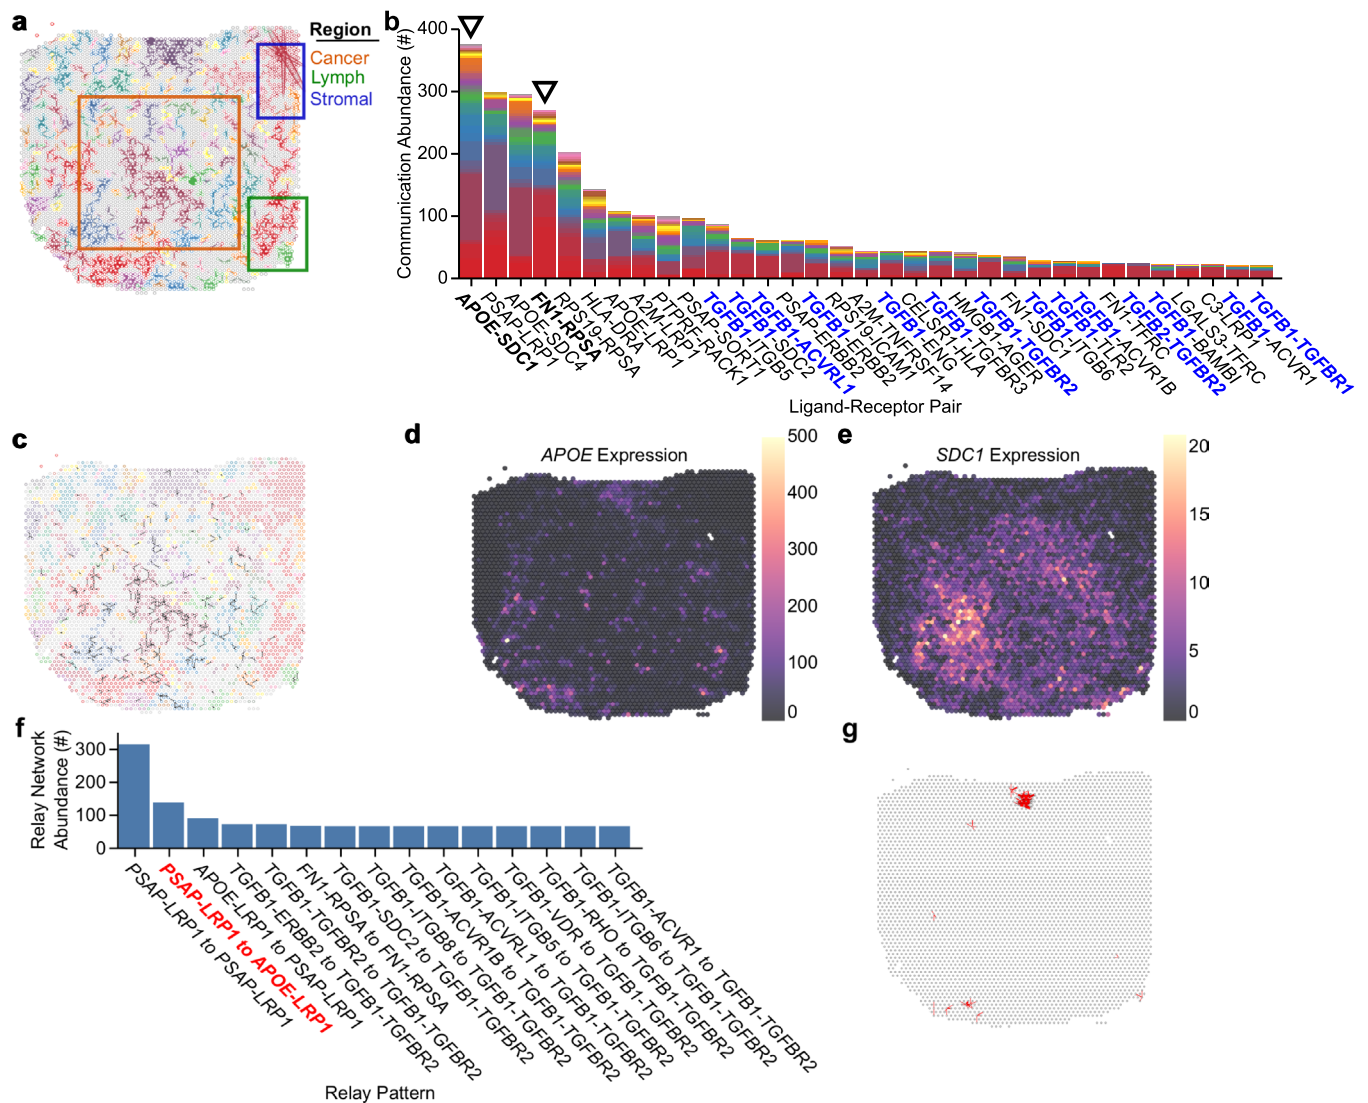 a
Region
Cancer
Lymph
Stromal
b
Communication Abundance (#)
400
300
200
100
0
APOE-SDC1
PSAP-LRP1
APOE-SDC4
FN1-RPSA
RPS19-RPSA
HLA-DRA
APOE-LRP1
A2M-LRP1
PTPRF-RACK1
PSAP-SORT1
TGFB1-ITGB5
TGFB1-SDC2
TGFB1-ACVRL1
PSAP-ERBB2
TGFB1-ERBB2
RPS19-ICAM1
A2M-TNFRSF14
TGFB1-ENG
CELSR1-HLA
TGFB1-TGFBR3
HMGB1-AGER
TGFB1-TGFBR2
FN1-SDC1
TGFB1-ITGB6
TGFB1-TLR2
TGFB1-ACVR1B
FN1-TFRC
TGFB2-TGFBR2
TGFB1-BAMBI
LGALS3-TFRC
C3-LRP1
TGFB1-ACVR1
TGFB1-TGFBR1
Ligand-Receptor Pair
c
d
APOE Expression
500
400
300
200
100
0
e
SDC1 Expression
20
15
10
5
0
f
Relay Network
Abundance (#)
300
200
100
0
PSAP-LRP1 to PSAP-LRP1
PSAP-LRP1 to APOE-LRP1
APOE-LRP1 to PSAP-LRP1
TGFB1-ERBB2 to TGFB1-TGFBR2
TGFB1-TGFBR2 to TGFB1-TGFBR2
FN1-RPSA to FN1-RPSA
TGFB1-SDC2 to TGFB1-TGFBR2
TGFB1-ITGB8 to TGFB1-TGFBR2
TGFB1-ACVR1B to TGFB1-TGFBR2
TGFB1-ACVRL1 to TGFB1-TGFBR2
TGFB1-ITGB5 to TGFB1-TGFBR2
TGFB1-VDR to TGFB1-TGFBR2
TGFB1-RHO to TGFB1-TGFBR2
TGFB1-ITGB6 to TGFB1-TGFBR2
TGFB1-ACVR1 to TGFB1-TGFBR2
Relay Pattern
g